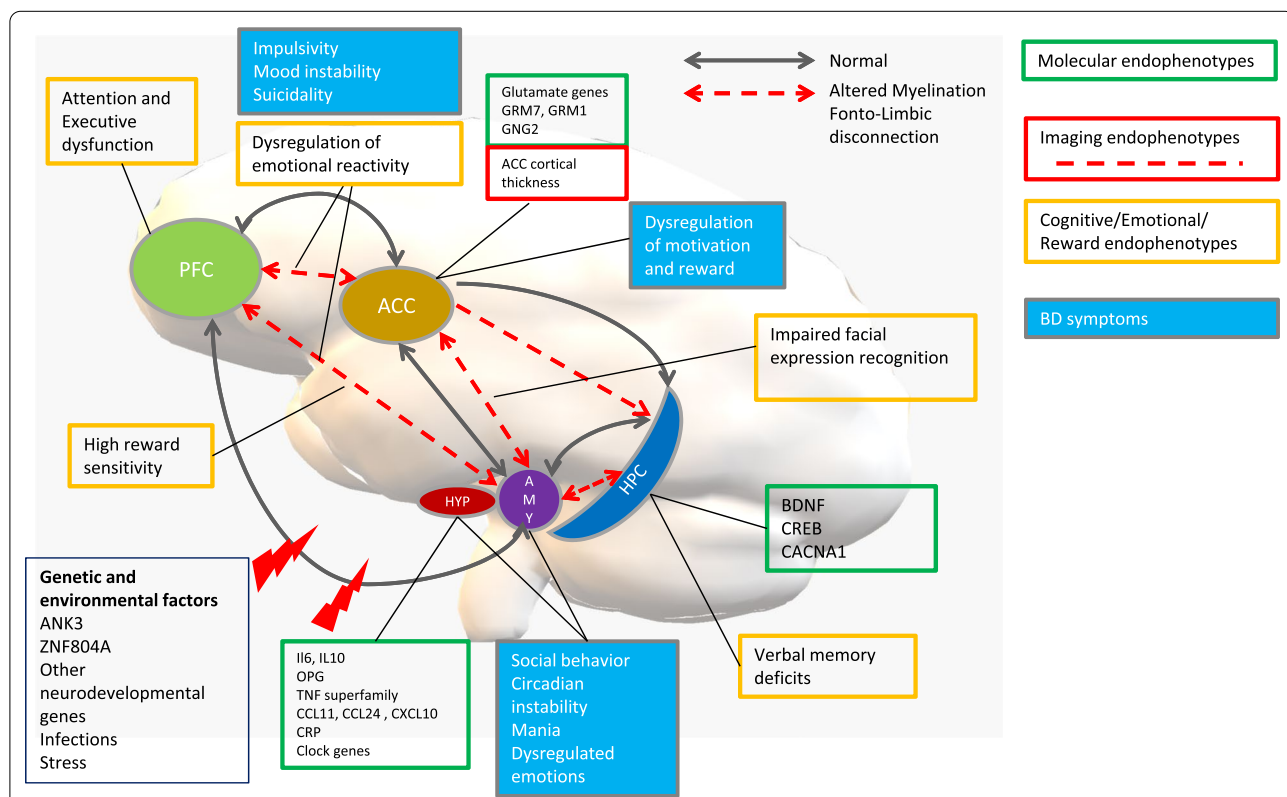 Impulsivity
Mood instability
Suicidality
Attention and
Executive
dysfunction
Dysregulation of
emotional reactivity
Glutamate genes
GRM7, GRM1
GNG2
ACC cortical
thickness
Normal
Altered Myelination
Fonto-Limbic
disconnection
Molecular endophenotypes
Imaging endophenotypes
Cognitive/Emotional/
Reward endophenotypes
BD symptoms
Dysregulation
of motivation
and reward
PFC
ACC
Impaired facial
expression recognition
High reward
sensitivity
HYP
A
M
Y
HPC
BDNF
CREB
CACNA1
Genetic and
environmental factors
ANK3
ZNF804A
Other
neurodevelopmental
genes
Infections
Stress
Il6, IL10
OPG
TNF superfamily
CCL11, CCL24 , CXCL10
CRP
Clock genes
Social behavior
Circadian
instability
Mania
Dysregulated
emotions
Verbal memory
deficits